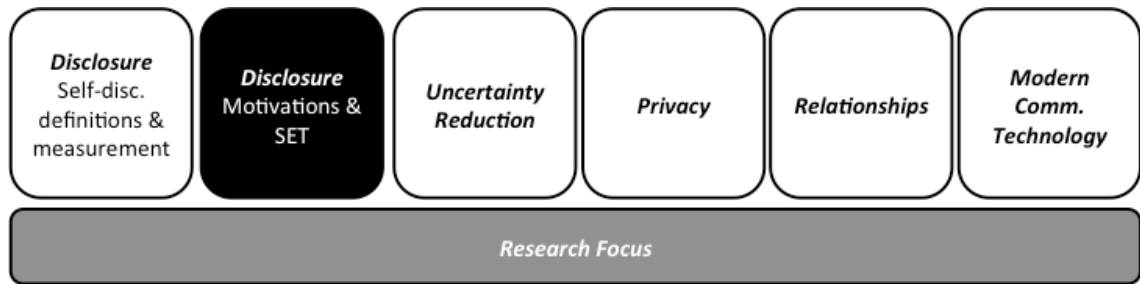 Disclosure
Self-disc.
definitions &
measurement
Disclosure
Motivations &
SET
Uncertainty
Reduction
Privacy
Relationships
Modern
Comm.
Technology
Research Focus